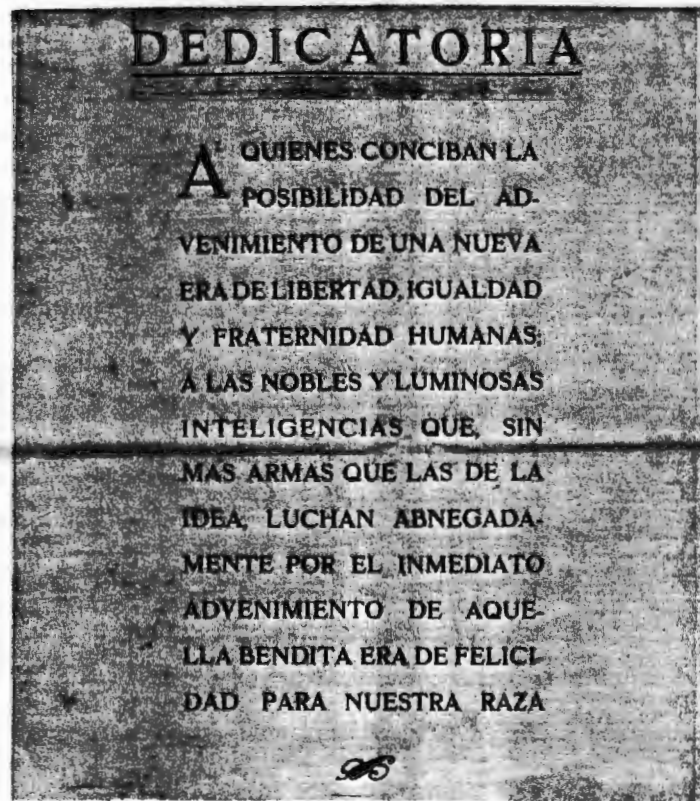 DEDICATORIA
A QUIENES CONCIBAN LA
POSIBILIDAD DEL AD-
VENIMIENTO DE UNA NUEVA
ERA DE LIBERTAD, IGUALDAD
Y FRATERNIDAD HUMANAS;
A LAS NOBLES Y LUMINOSAS
INTELIGENCIAS QUE, SIN
MAS ARMAS QUE LAS DE LA
IDEA, LUCHAN ABNEGADA-
MENTE POR EL INMEDIATO
ADVENIMIENTO DE AQUE-
LLA BENDITA ERA DE FELICI-
DAD PARA NUESTRA RAZA